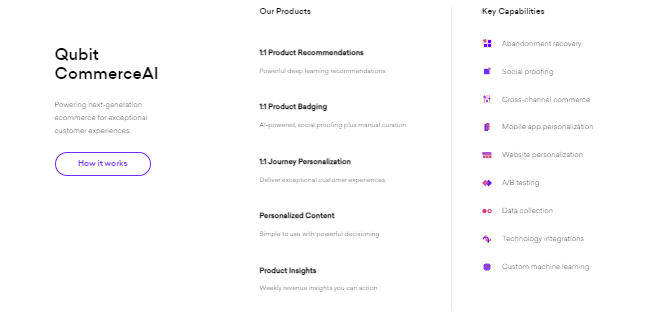 Qubit
CommerceAI
Powering next-generation
ecommerce for exceptional
customer experiences.
How it works
Our Products
1:1 Product Recommendations
Powerful deep learning recommendations
1:1 Product Badging
AI-powered, social proofing plus manual curation
1:1 Journey Personalization
Deliver exceptional customer experiences
Personalized Content
Simple to use with powerful decisioning
Product Insights
Weekly revenue insights you can action
Key Capabilities
Abandonment recovery
Social proofing
Cross-channel commerce
Mobile app personalization
Website personalization
A/B testing
Data collection
Technology integrations
Custom machine learning